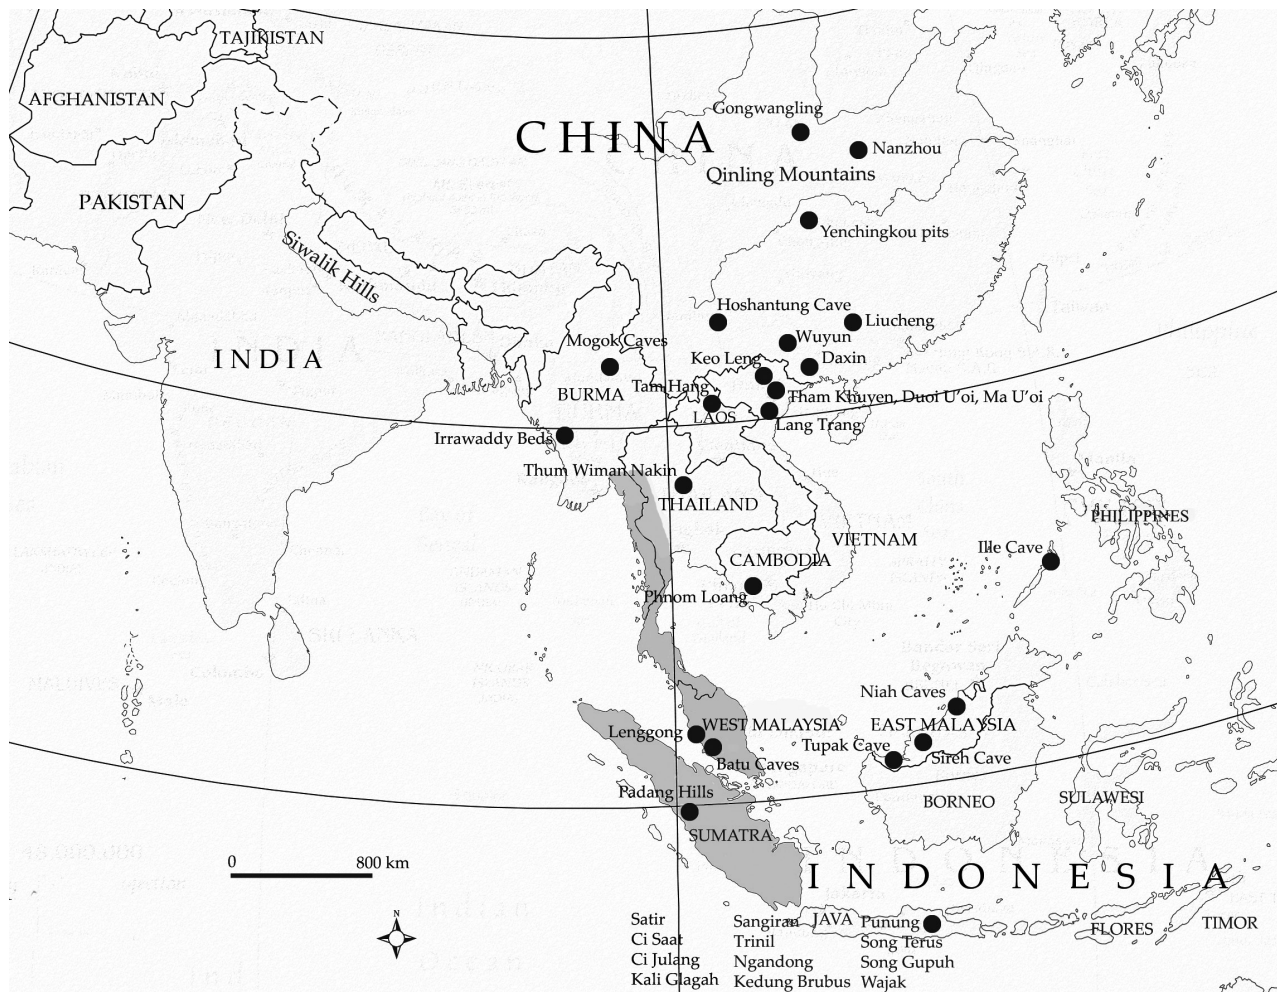 TAJIKISTAN
AFGHANISTAN
Gongwangling
CHINA
Nanzhou
Qinling Mountains
PAKISTAN
Yenchingkou pits
Siwalik Hills
Hoshantung Cave
Liucheng
INDIA
Mogok Caves
Wuyun
Keo Leng
Daxin
Tam Hang
BURMA
Tham Khuyen, Duoi U'oi, Ma U'oi
LAOS
Lang Trang
Irrawaddy Beds
Thum Wiman Nakin
THAILAND
PHILIPPINES
VIETNAM
Ille Cave
CAMBODIA
Phnom Loang
Niah Caves
Lenggong
WEST MALAYSIA
EAST MALAYSIA
Tupak Cave
Sireh Cave
Batu Caves
Padang Hills
BORNEO
SULAWESI
SUMATRA
0 800 km
INDONESIA
N
Satir
Ci Saat
Ci Julang
Kali Glagah
Sangiran
Trinil
Ngandong
Kedung Brubus
JAVA
Punung
Song Terus
Song Gupuh
Wajak
FLORES
TIMOR